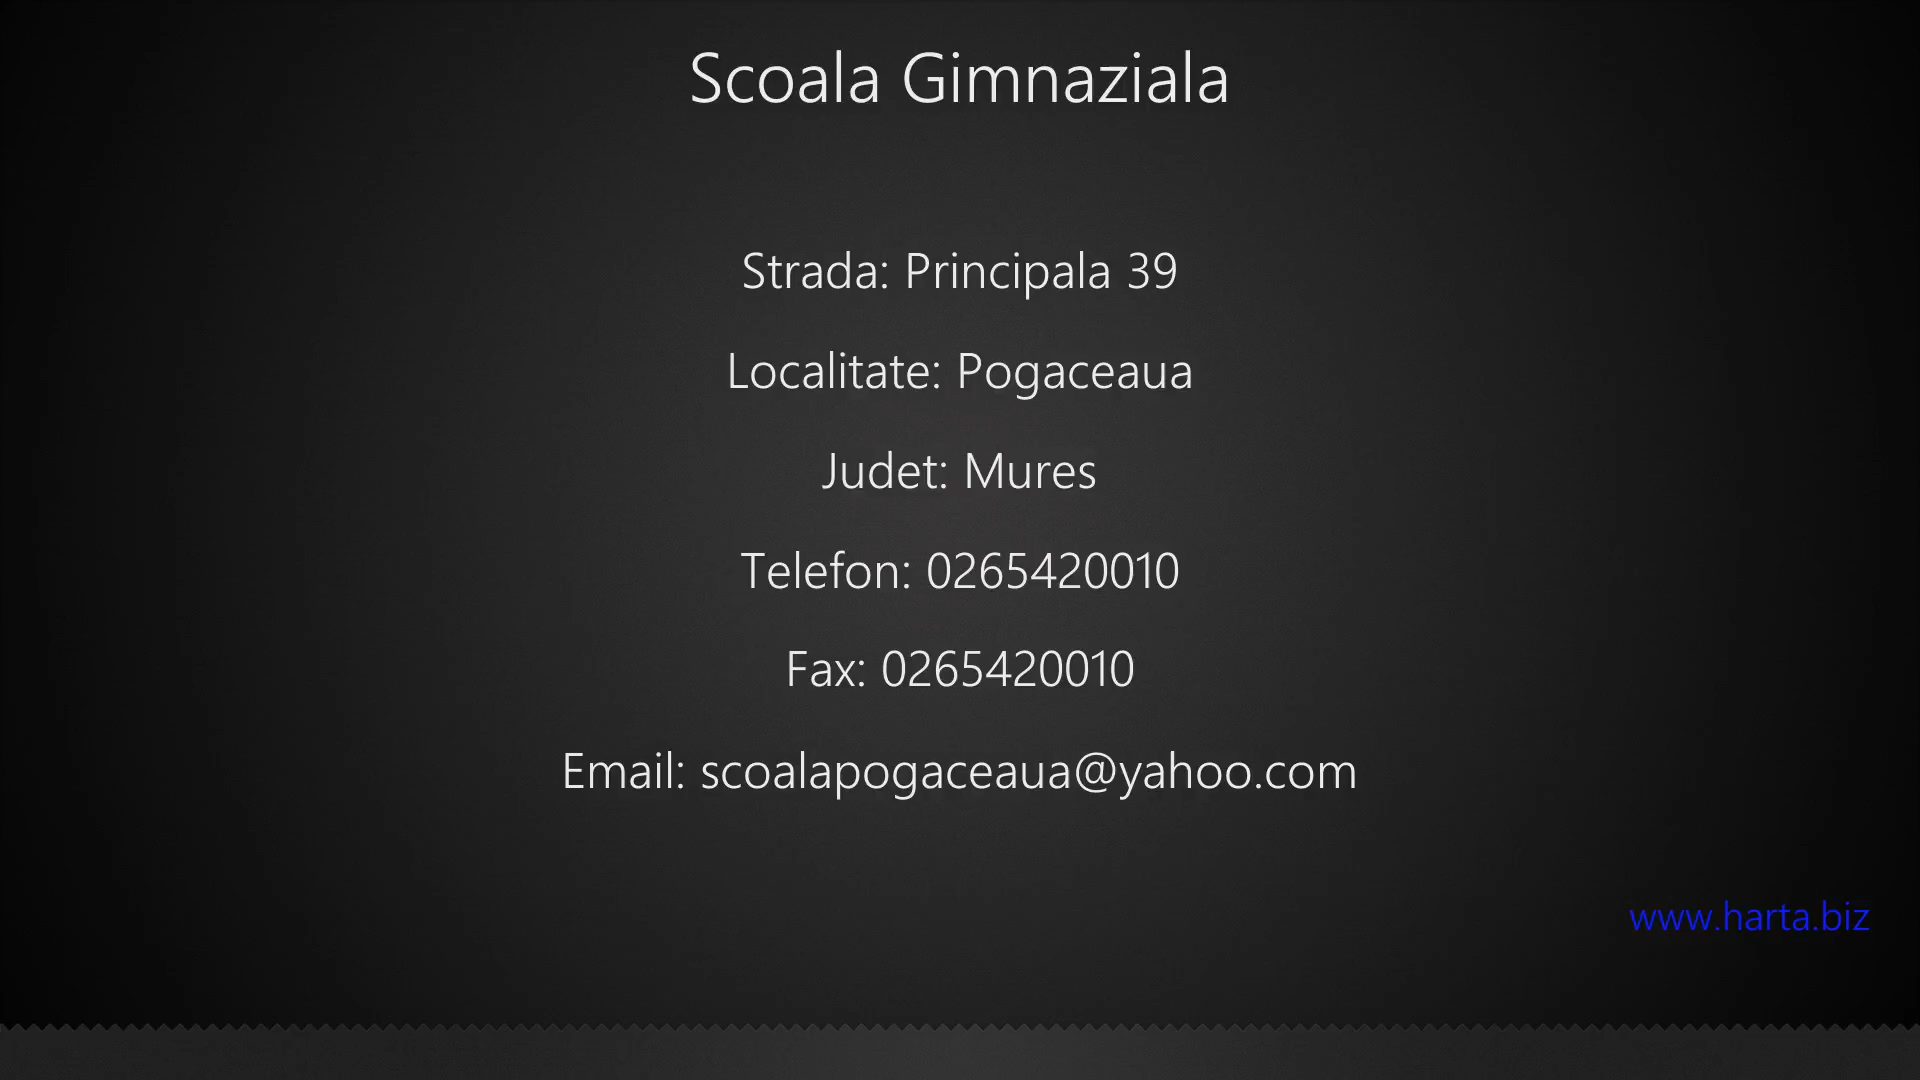 Scoala Gimnaziala
Strada: Principala 39
Localitate: Pogaceaua
Judet: Mures
Telefon: 0265420010
Fax: 0265420010
Email: scoalapogaceaua@yahoo.com
www.harta.biz